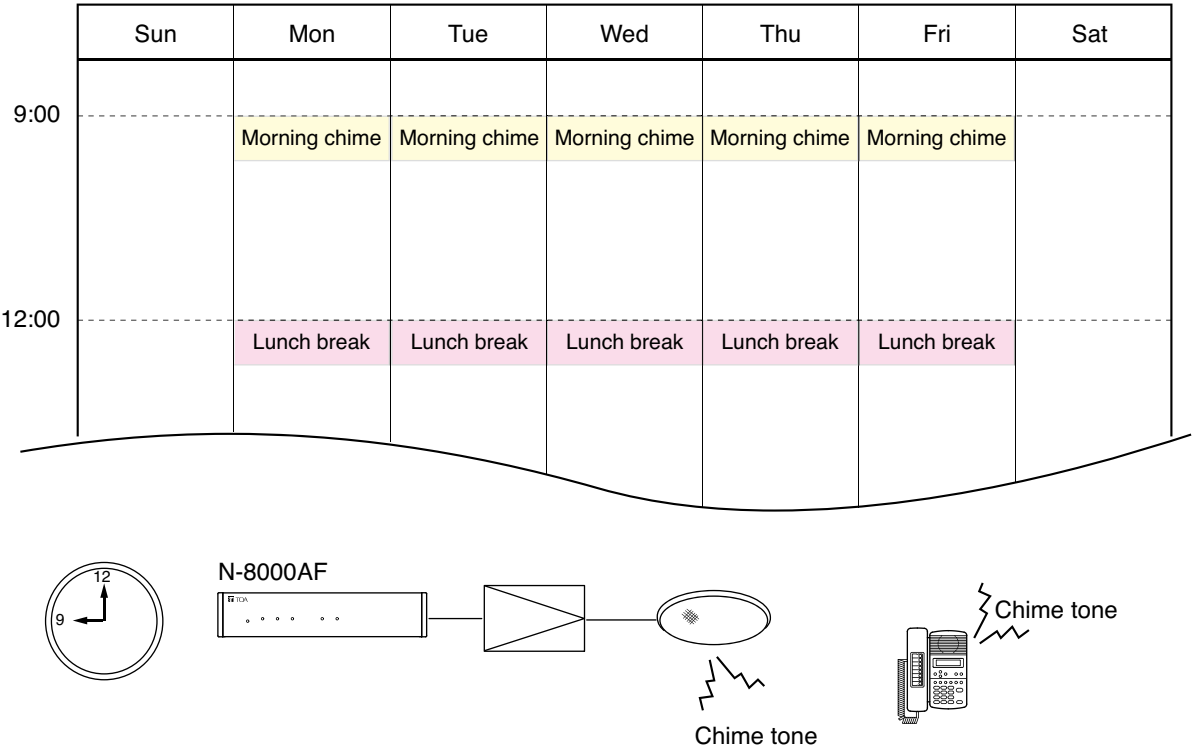 Sun Mon Tue Wed Thu Fri Sat
9:00
Morning chime Morning chime Morning chime Morning chime Morning chime
12:00
Lunch break Lunch break Lunch break Lunch break Lunch break
N-8000AF
12
TOA
9
Chime tone
Chime tone